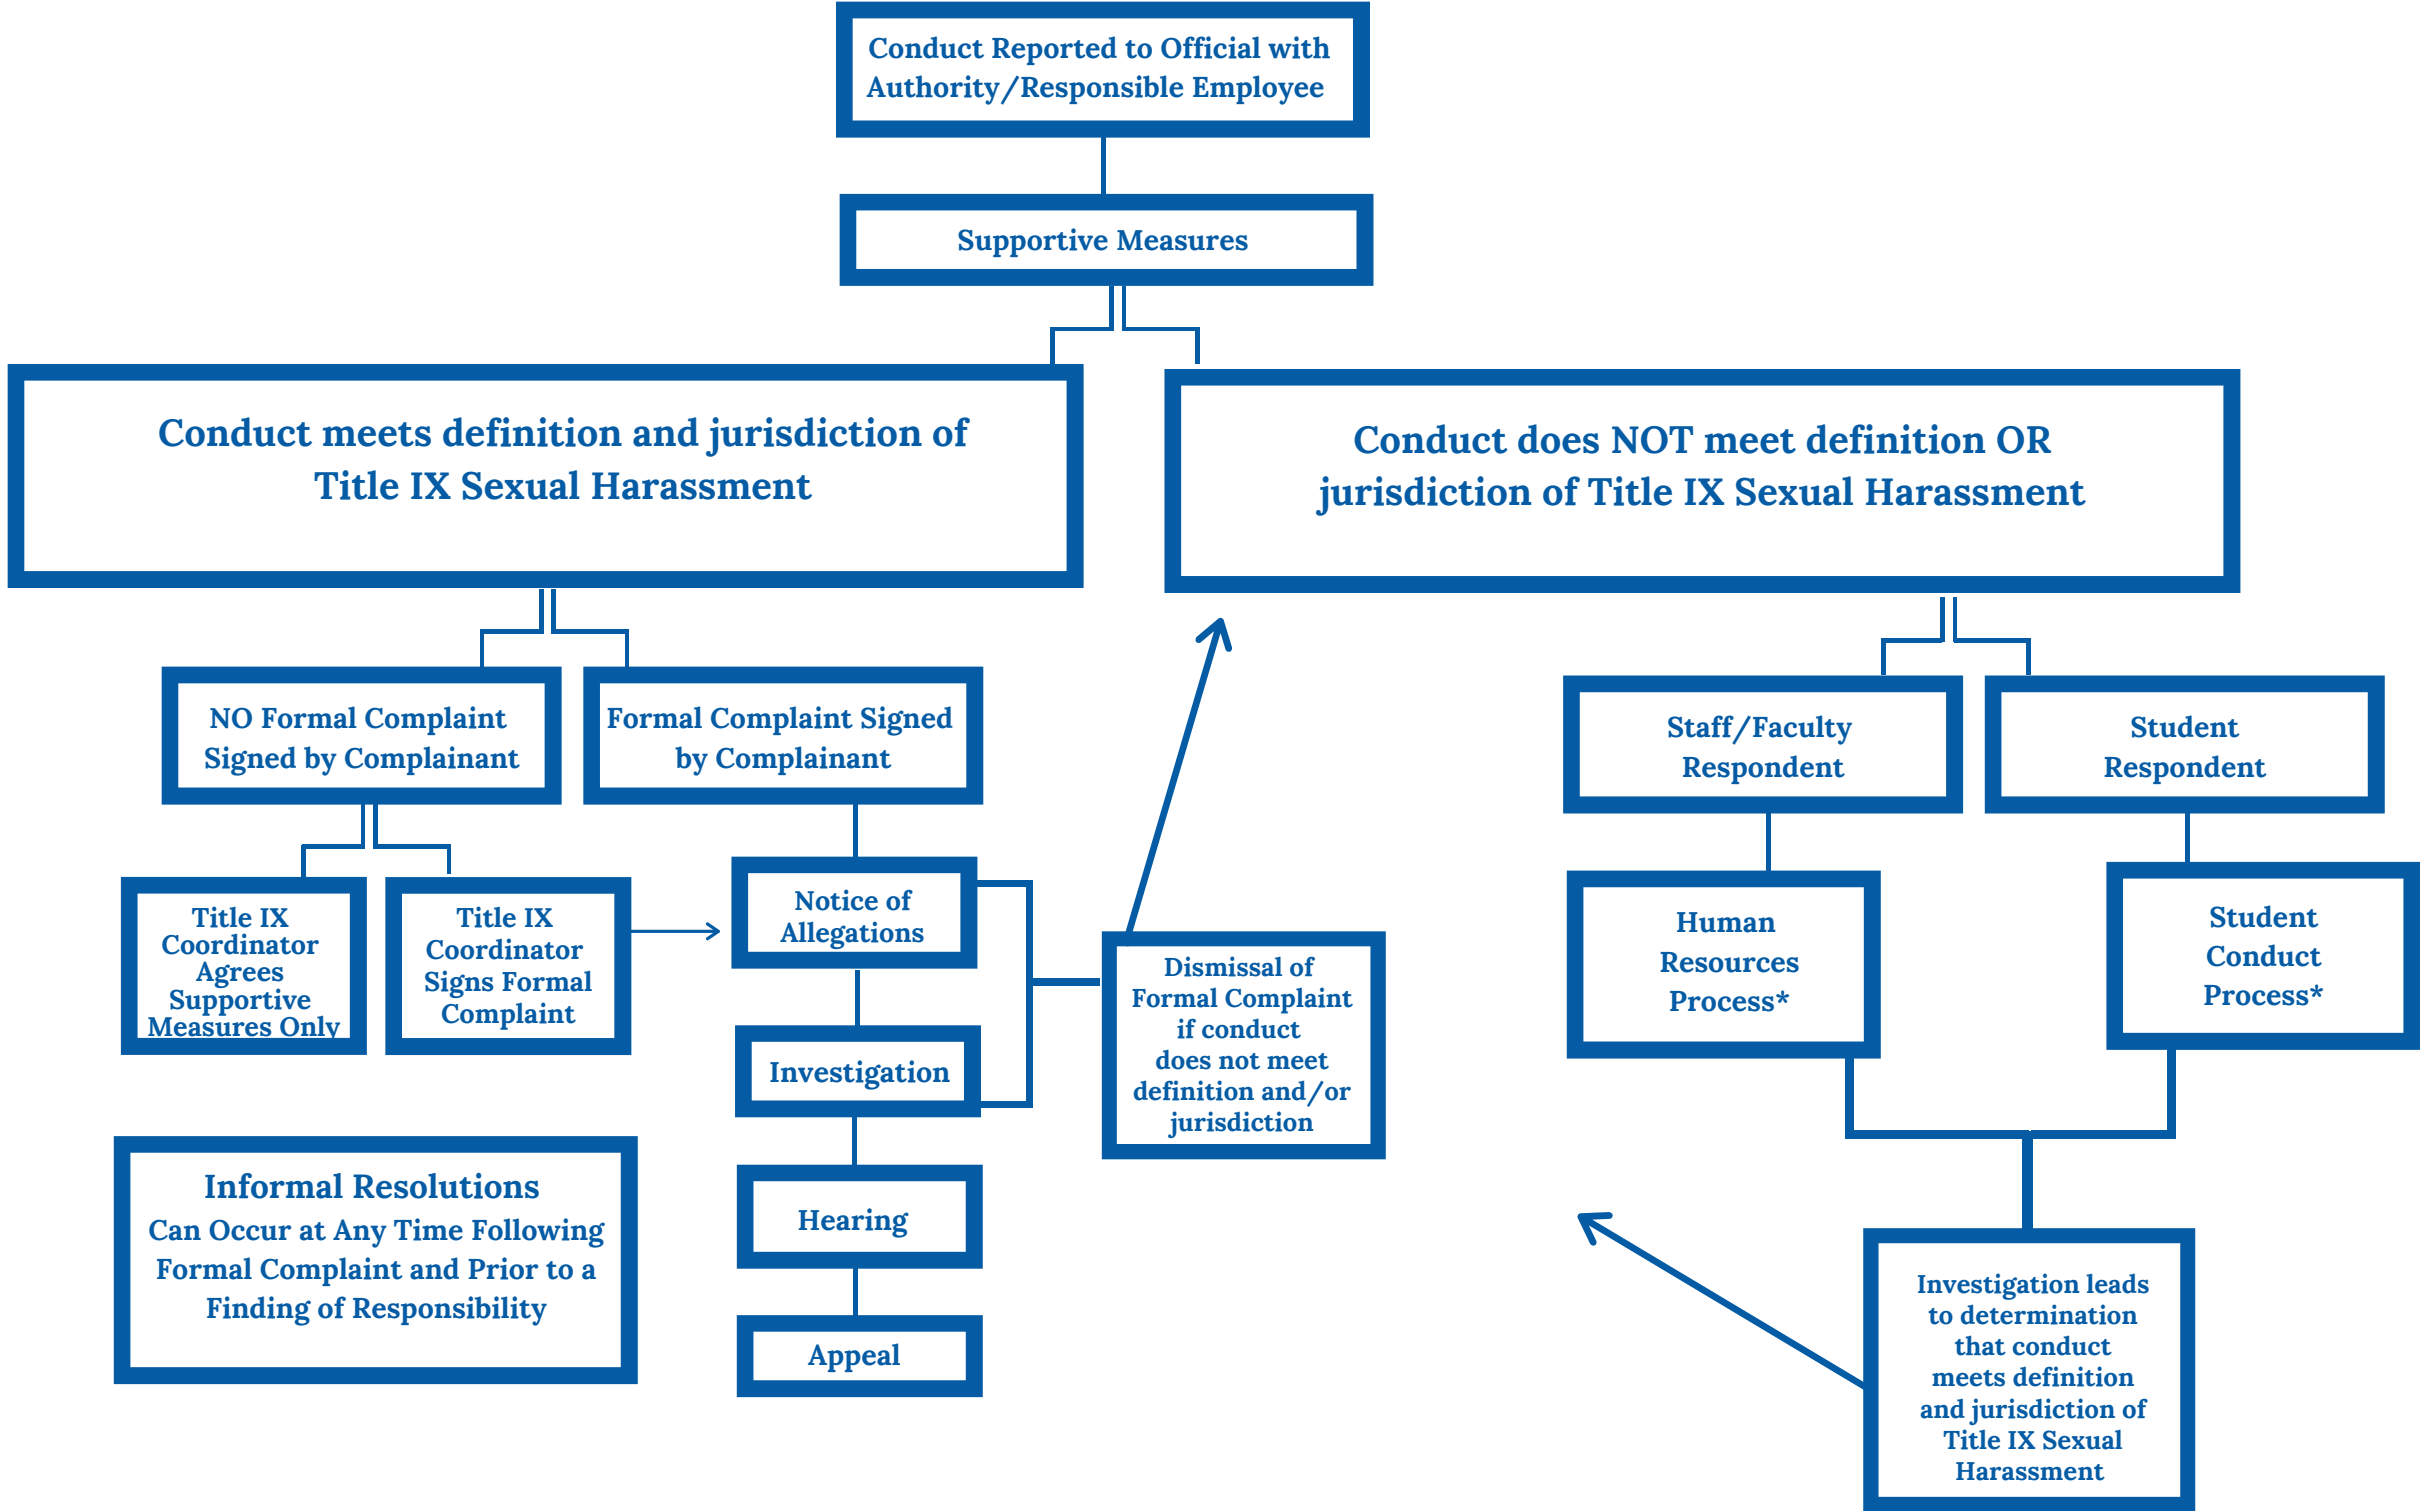 Conduct Reported to Official with
Authority/Responsible Employee
Supportive Measures
Conduct meets definition and jurisdiction of
Title IX Sexual Harassment
Conduct does NOT meet definition OR
jurisdiction of Title IX Sexual Harassment
NO Formal Complaint
Signed by Complainant
Formal Complaint Signed
by Complainant
Staff/Faculty
Respondent
Student
Respondent
Title IX
Coordinator
Agrees
Supportive
Measures Only
Title IX
Coordinator
Signs Formal
Complaint
Notice of
Allegations
Dismissal of
Formal Complaint
if conduct
does not meet
definition and/or
jurisdiction
Human
Resources
Process*
Student
Conduct
Process*
Investigation
Informal Resolutions
Can Occur at Any Time Following
Formal Complaint and Prior to a
Finding of Responsibility
Hearing
Appeal
Investigation leads
to determination
that conduct
meets definition
and jurisdiction of
Title IX Sexual
Harassment